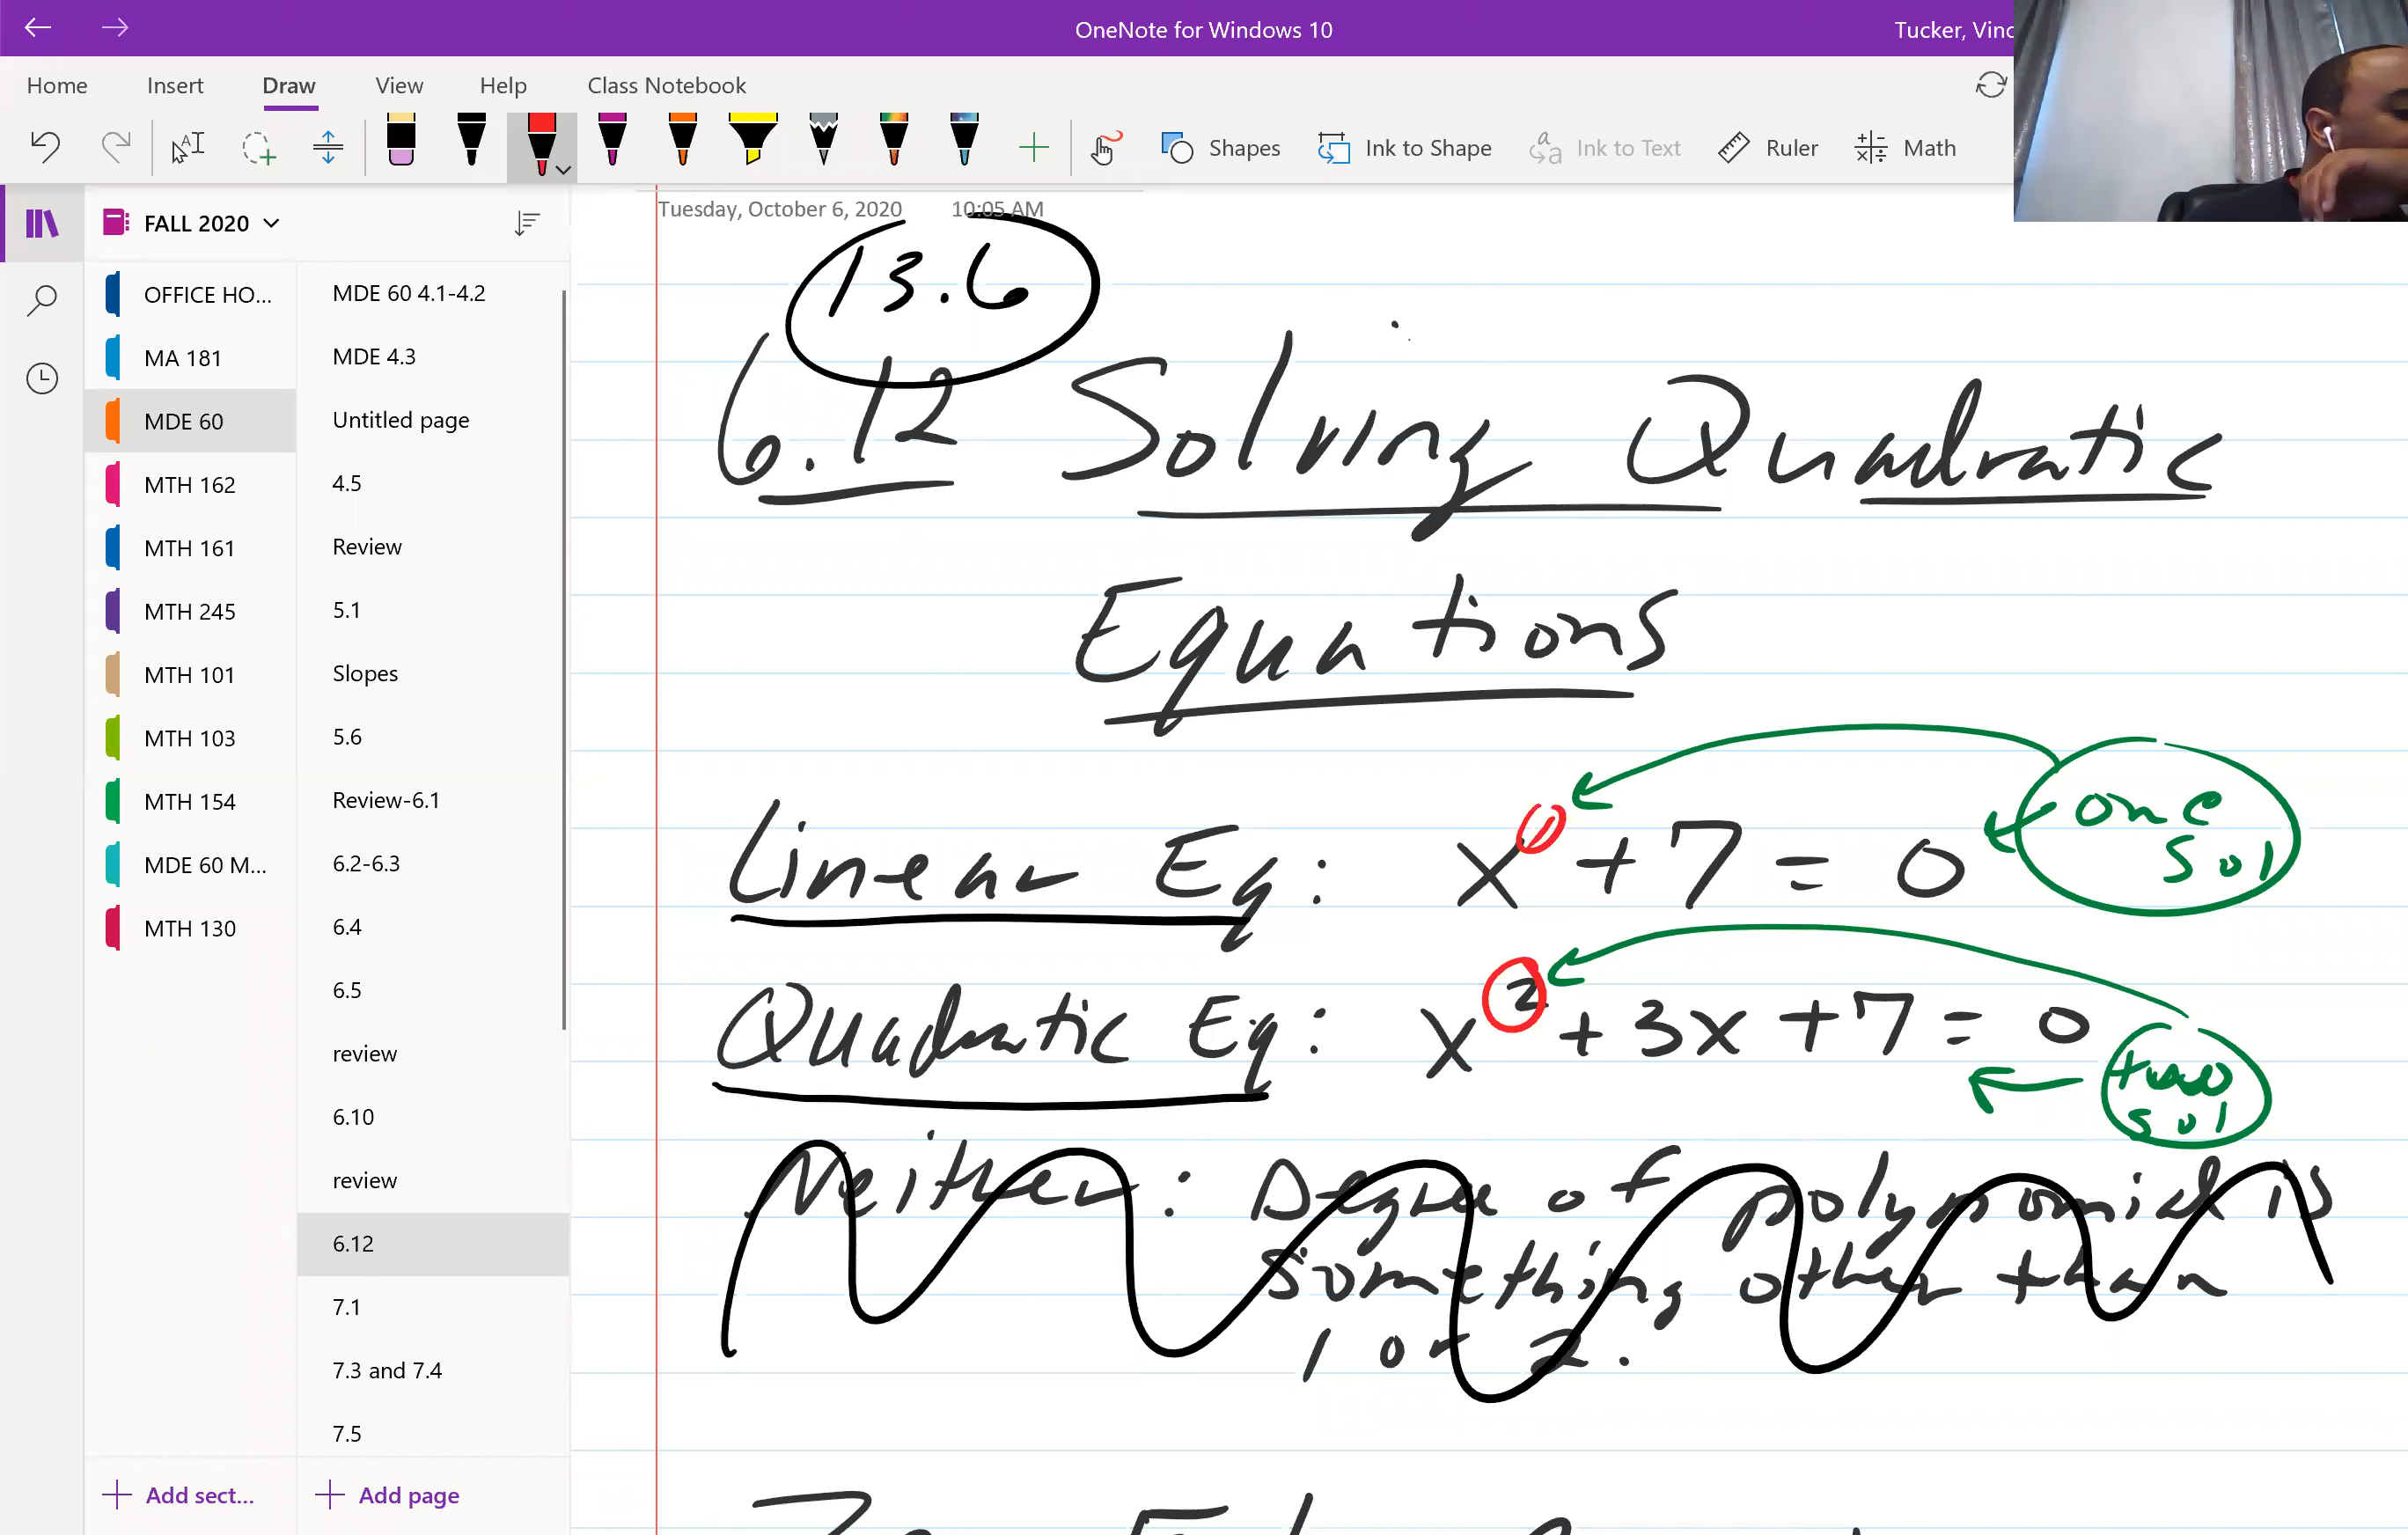 OneNote for Windows 10
Tucker, Vinc
Home Insert Draw View Help Class Notebook
Shapes Ink to Shape Ink to Text Ruler Math
FALL 2020
OFFICE HO...
MA 181
MDE 60
MTH 162
MTH 161
MTH 245
MTH 101
MTH 103
MTH 154
MDE 60 M...
MTH 130
Add sect...
MDE 60 4.1-4.2
MDE 4.3
Untitled page
4.5
Review
5.1
Slopes
5.6
Review-6.1
6.2-6.3
6.4
6.5
review
6.10
review
6.12
7.1
7.3 and 7.4
7.5
Add page
Tuesday, October 6, 2020 10:05 AM
13.6
6.12 Solving Quadratic
Equations
Linear Eq: x¹ + 7 = 0 one
sol
Quadratic Eq: x² + 3x + 7 = 0
two
sol
Neither: Degree of polynomial is
something other than
1 or 2.